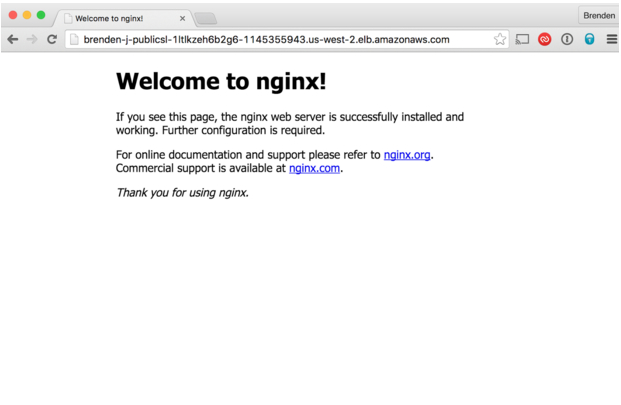 Welcome to nginx!
Brenden
brenden-j-publicsl-1ltlkzeh6b2g6-1145355943.us-west-2.elb.amazonaws.com
Welcome to nginx!
If you see this page, the nginx web server is successfully installed and
working. Further configuration is required.
For online documentation and support please refer to nginx.org.
Commercial support is available at nginx.com.
Thank you for using nginx.